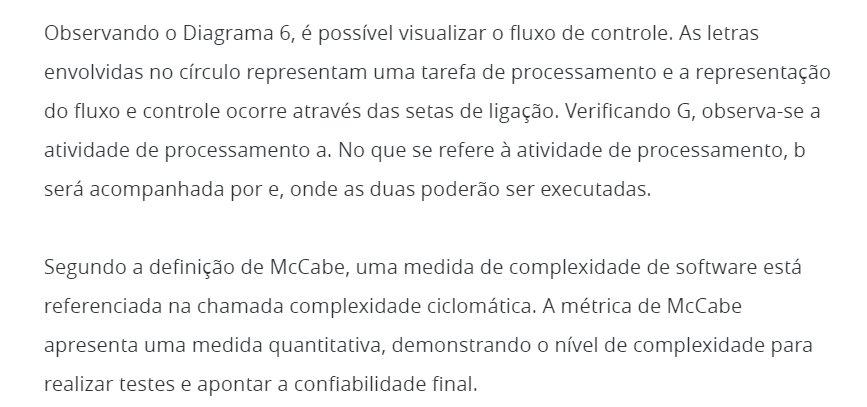 Observando o Diagrama 6, é possível visualizar o fluxo de controle. As letras
envolvidas no círculo representam uma tarefa de processamento e a representação
do fluxo e controle ocorre através das setas de ligação. Verificando G, observa-se a
atividade de processamento a. No que se refere à atividade de processamento, b
será acompanhada por e, onde as duas poderão ser executadas.
Segundo a definição de McCabe, uma medida de complexidade de software está
referenciada na chamada complexidade ciclomática. A métrica de McCabe
apresenta uma medida quantitativa, demonstrando o nível de complexidade para
realizar testes e apontar a confiabilidade final.